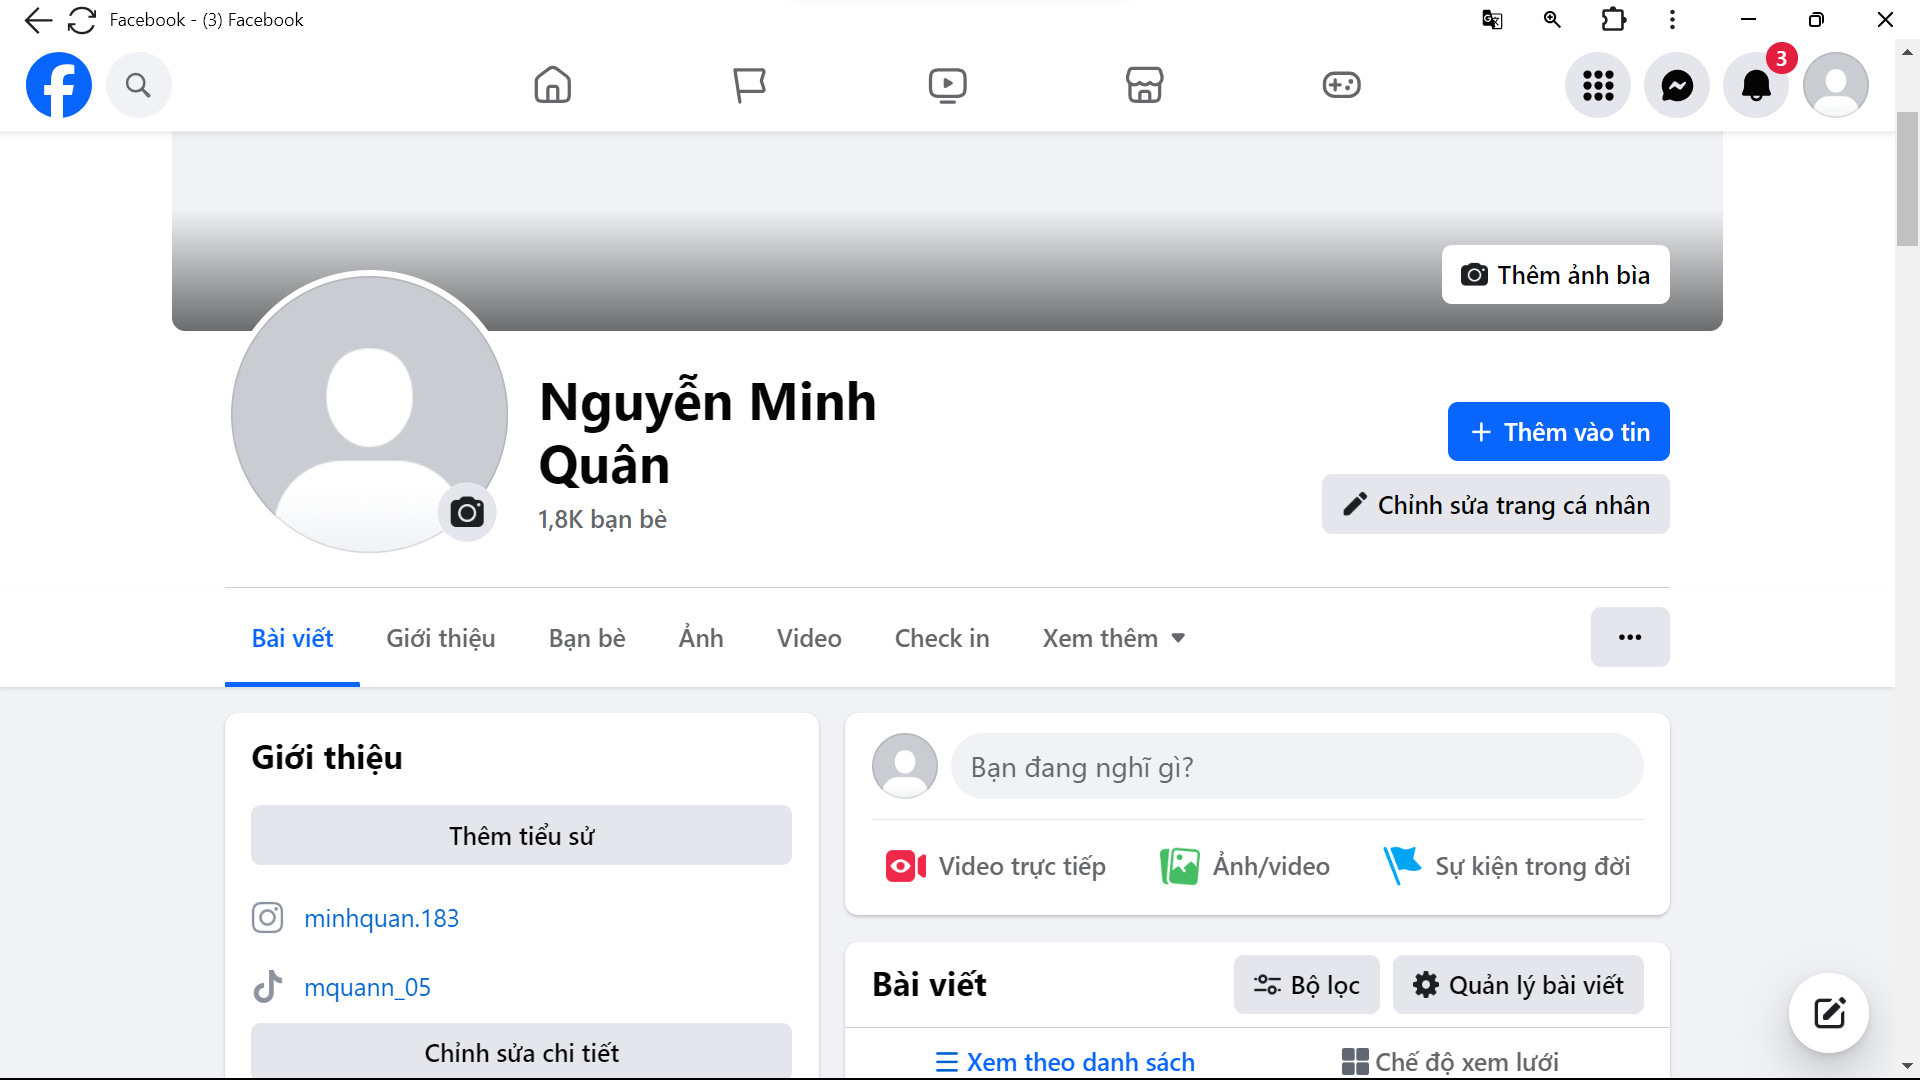 Facebook - (3) Facebook
3
Thêm ảnh bìa
Nguyễn Minh
Quân
1,8K bạn bè
Thêm vào tin
Chỉnh sửa trang cá nhân
Bài viết Giới thiệu Bạn bè Ảnh Video Check in Xem thêm
Giới thiệu
Thêm tiểu sử
minhquan.183
mquann_05
Chỉnh sửa chi tiết
Bạn đang nghĩ gì?
Video trực tiếp Ảnh/video Sự kiện trong đời
Bài viết Bộ lọc Quản lý bài viết
Xem theo danh sách Chế độ xem lưới